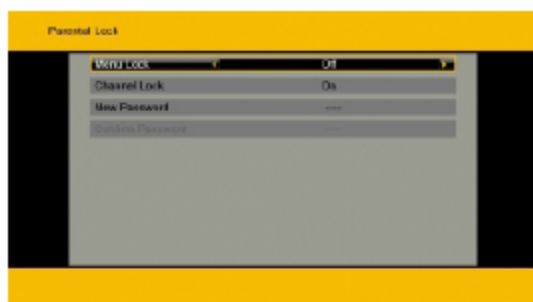 Parental Lock
Menu Lock Off
Channel Lock On
New Password ----
Confirm Password ----